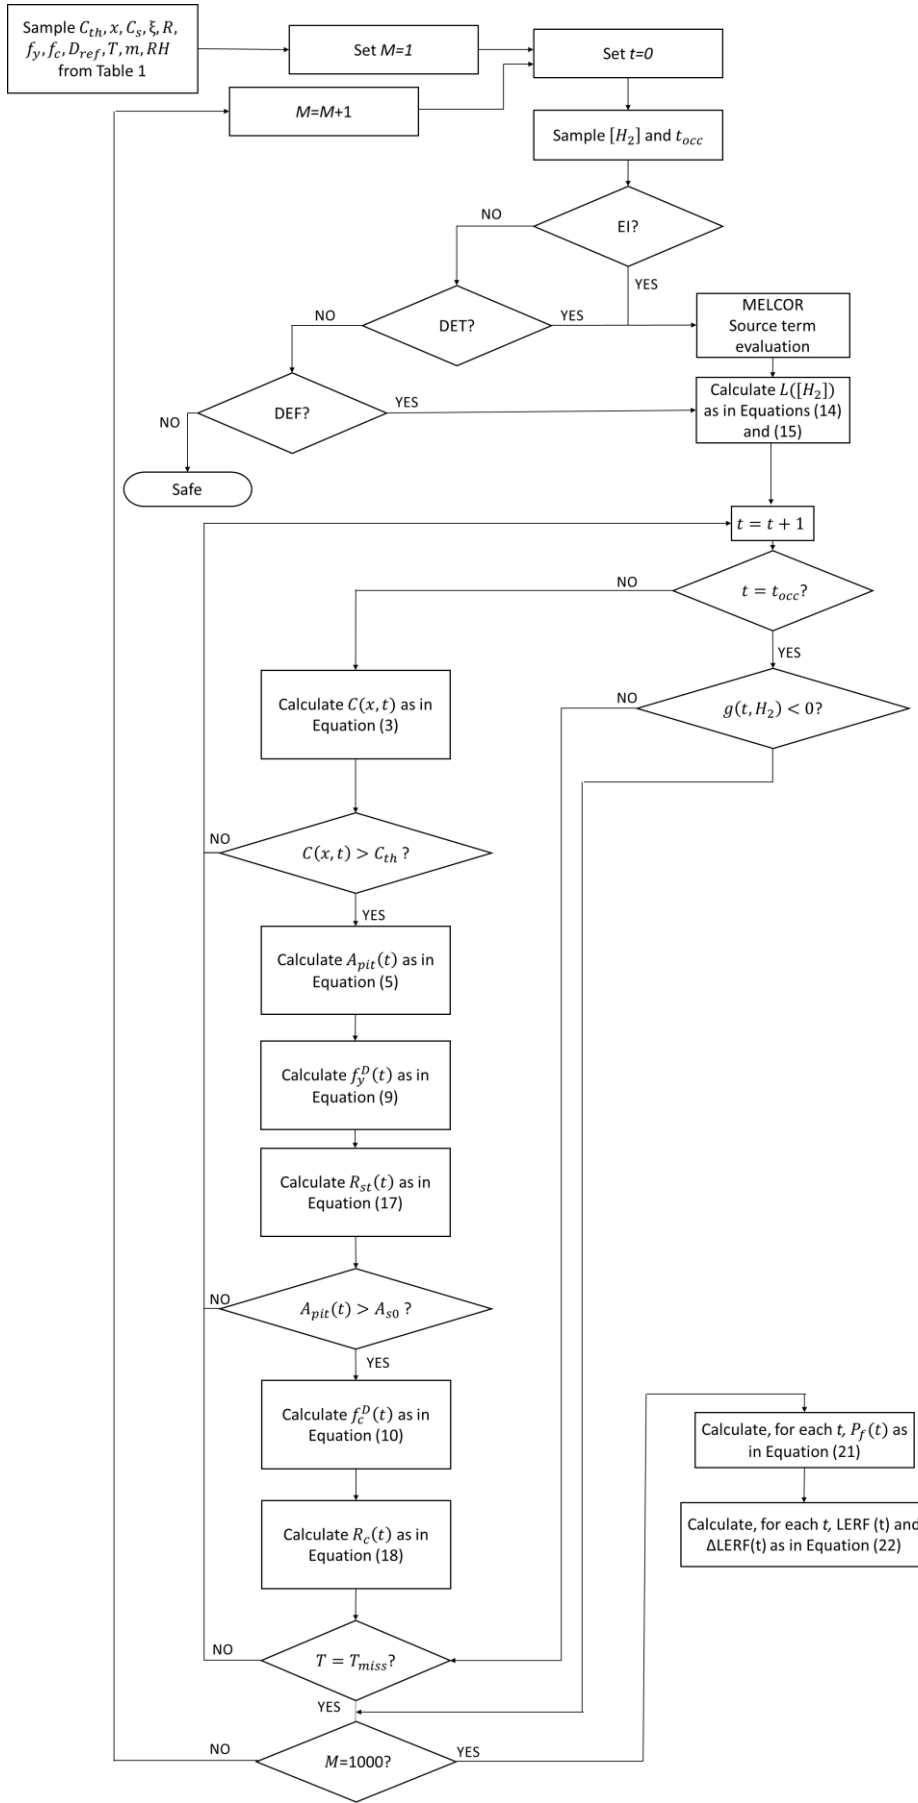 Sample C_th, x, C_s, ξ, R,
f_y, f_c, D_ref, T, m, RH
from Table 1
Set M=1
Set t=0
M=M+1
Sample [H_2] and t_occ
EI?
NO
YES
DET?
NO
YES
MELCOR
Source term
evaluation
DEF?
NO
YES
Calculate L([H_2])
as in Equations (14)
and (15)
Safe
t = t + 1
t = t_occ?
NO
YES
g(t, H_2) < 0?
NO
Calculate C(x, t) as in
Equation (3)
C(x, t) > C_th ?
NO
YES
Calculate A_pit(t) as in
Equation (5)
Calculate f_y^D(t) as in
Equation (9)
Calculate R_st(t) as in
Equation (17)
A_pit(t) > A_s0 ?
NO
YES
Calculate f_c^D(t) as in
Equation (10)
Calculate R_c(t) as in
Equation (18)
T = T_miss?
NO
YES
M=1000?
NO
YES
Calculate, for each t, P_f(t) as
in Equation (21)
Calculate, for each t, LERF (t) and
ΔLERF(t) as in Equation (22)